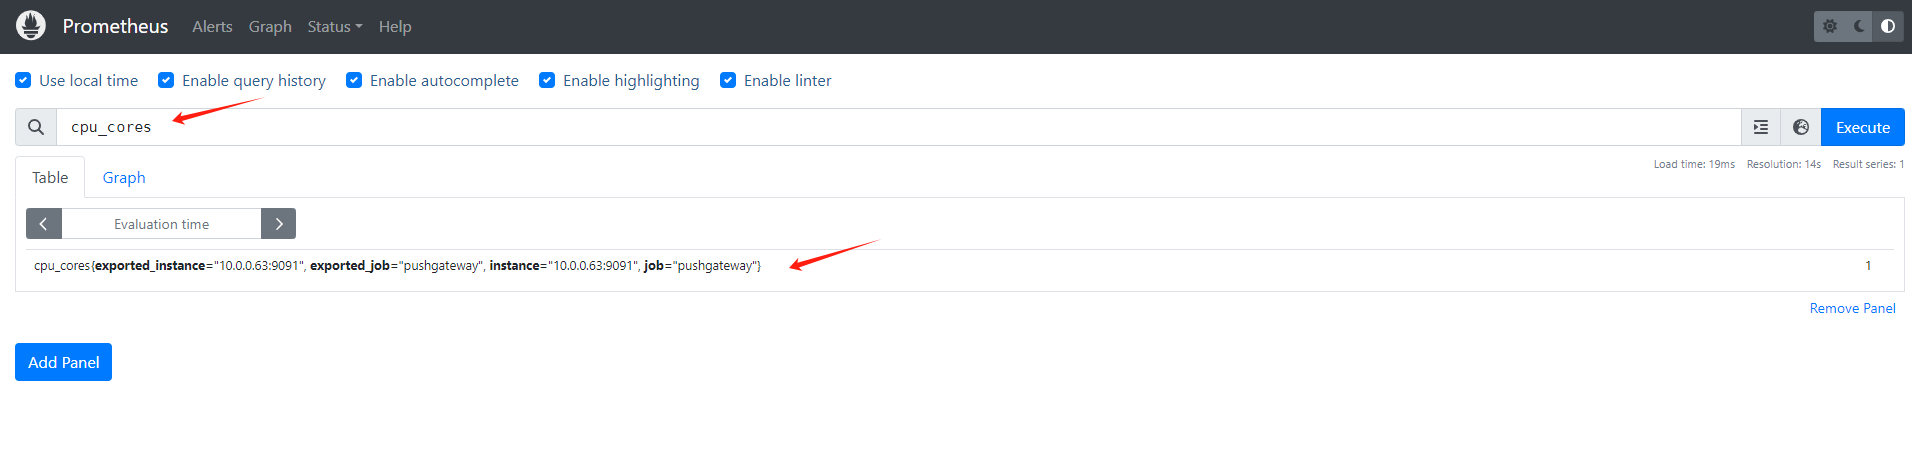 Prometheus Alerts Graph Status Help
Use local time Enable query history Enable autocomplete Enable highlighting Enable linter
cpu_cores Execute
Table Graph Load time: 19ms Resolution: 14s Result series: 1
Evaluation time
cpu_cores{exported_instance="10.0.0.63:9091", exported_job="pushgateway", instance="10.0.0.63:9091", job="pushgateway"} 1
Remove Panel
Add Panel